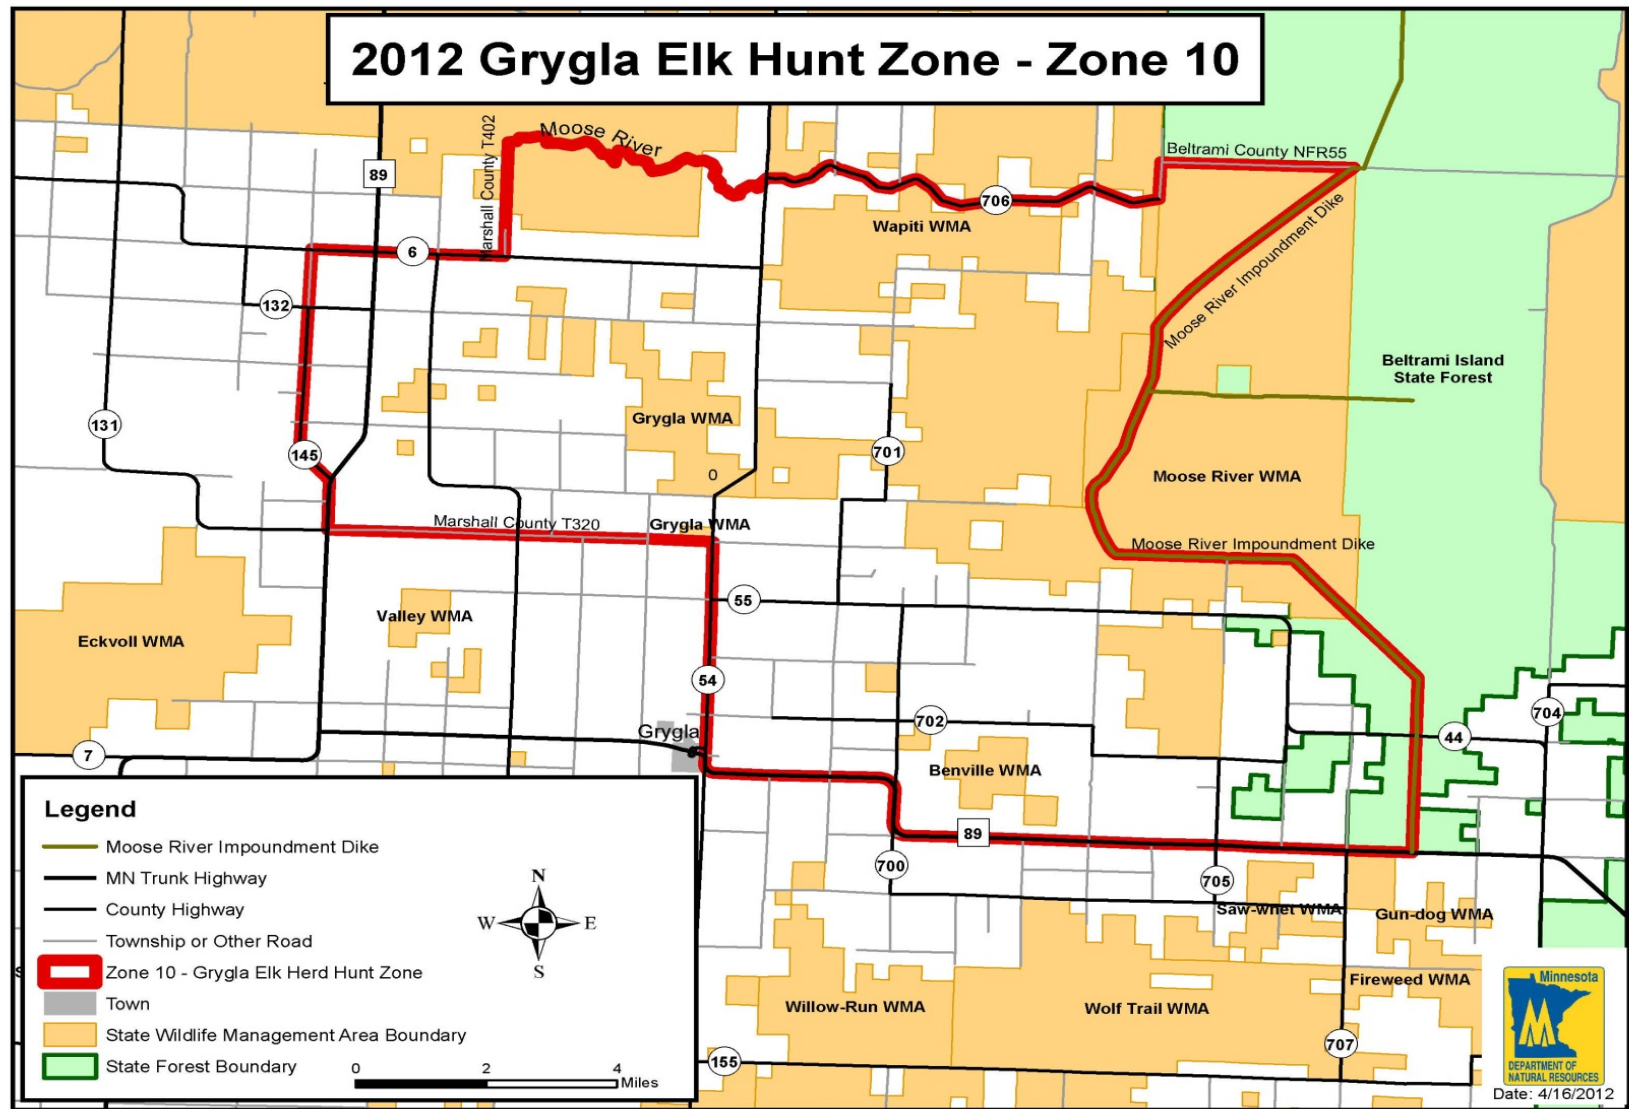 2012 Grygla Elk Hunt Zone - Zone 10
Moose River
Marshall County T402
Beltrami County NFR55
89
706
Wapiti WMA
6
Moose River Impoundment Dike
132
Beltrami Island
State Forest
131
Grygla WMA
145
701
0
Moose River WMA
Marshall County T320
Grygla WMA
Moose River Impoundment Dike
55
Valley WMA
Eckvoll WMA
54
702
704
Grygla
44
7
Benville WMA
89
700
705
Saw-whet WMA
Gun-dog WMA
Fireweed WMA
Willow-Run WMA
Wolf Trail WMA
707
155
Legend
Moose River Impoundment Dike
MN Trunk Highway
County Highway
Township or Other Road
Zone 10 - Grygla Elk Herd Hunt Zone
Town
State Wildlife Management Area Boundary
State Forest Boundary
N
W E
S
0 2 4
Miles
Minnesota
DEPARTMENT OF
NATURAL RESOURCES
Date: 4/16/2012